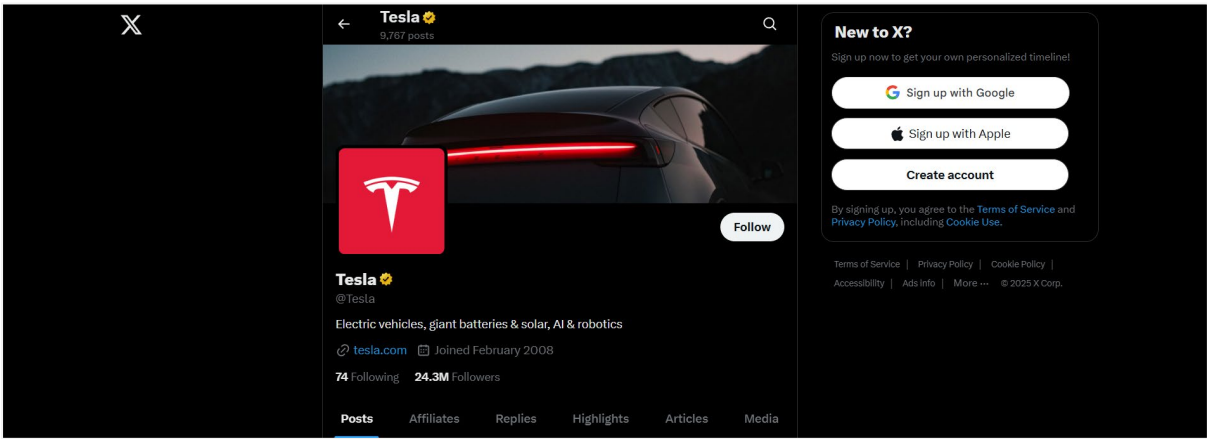 Tesla
9,767 posts
Follow
Tesla
@Tesla
Electric vehicles, giant batteries & solar, AI & robotics
tesla.com Joined February 2008
74 Following 24.3M Followers
Posts Affiliates Replies Highlights Articles Media
New to X?
Sign up now to get your own personalized timeline!
Sign up with Google
Sign up with Apple
Create account
By signing up, you agree to the Terms of Service and
Privacy Policy, including Cookie Use.
Terms of Service | Privacy Policy | Cookie Policy |
Accessibility | Ads info | More ··· © 2025 X Corp.